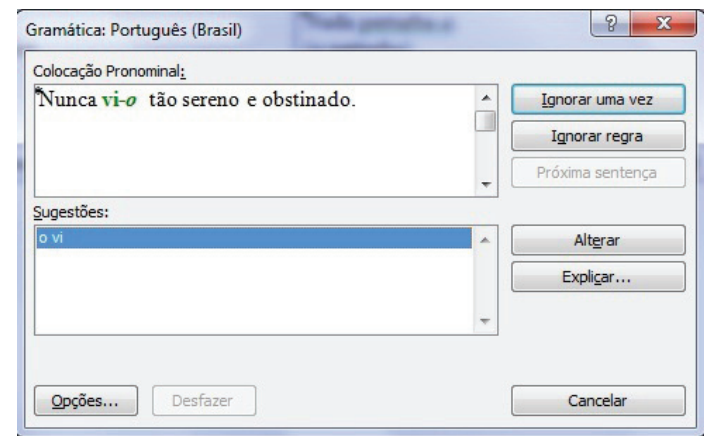 Gramática: Português (Brasil)
Colocação Pronominal:
Nunca vi-o tão sereno e obstinado.
Ignorar uma vez
Ignorar regra
Próxima sentença
Sugestões:
o vi
Alterar
Explicar...
Opções...
Desfazer
Cancelar